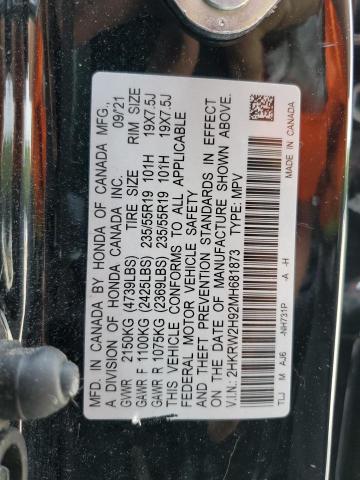 MFD. IN CANADA BY HONDA OF CANADA MFG.,
A DIVISION OF HONDA CANADA INC. 09/21
TIRE SIZE RIM SIZE
GVWR 2150KG (4739LBS)
GAWR F 1100KG (2425LBS) 235/55R19 101H 19X7.5J
GAWR R 1075KG (2369LBS) 235/55R19 101H 19X7.5J
THIS VEHICLE CONFORMS TO ALL APPLICABLE
FEDERAL MOTOR VEHICLE SAFETY AND
THEFT PREVENTION STANDARDS IN EFFECT
ON THE DATE OF MANUFACTURE SHOWN ABOVE.
V.I.N.: 2HKRW2H92MH681873 TYPE: MPV
TLJ M AJ6 -NH731P -A -H
MADE IN CANADA